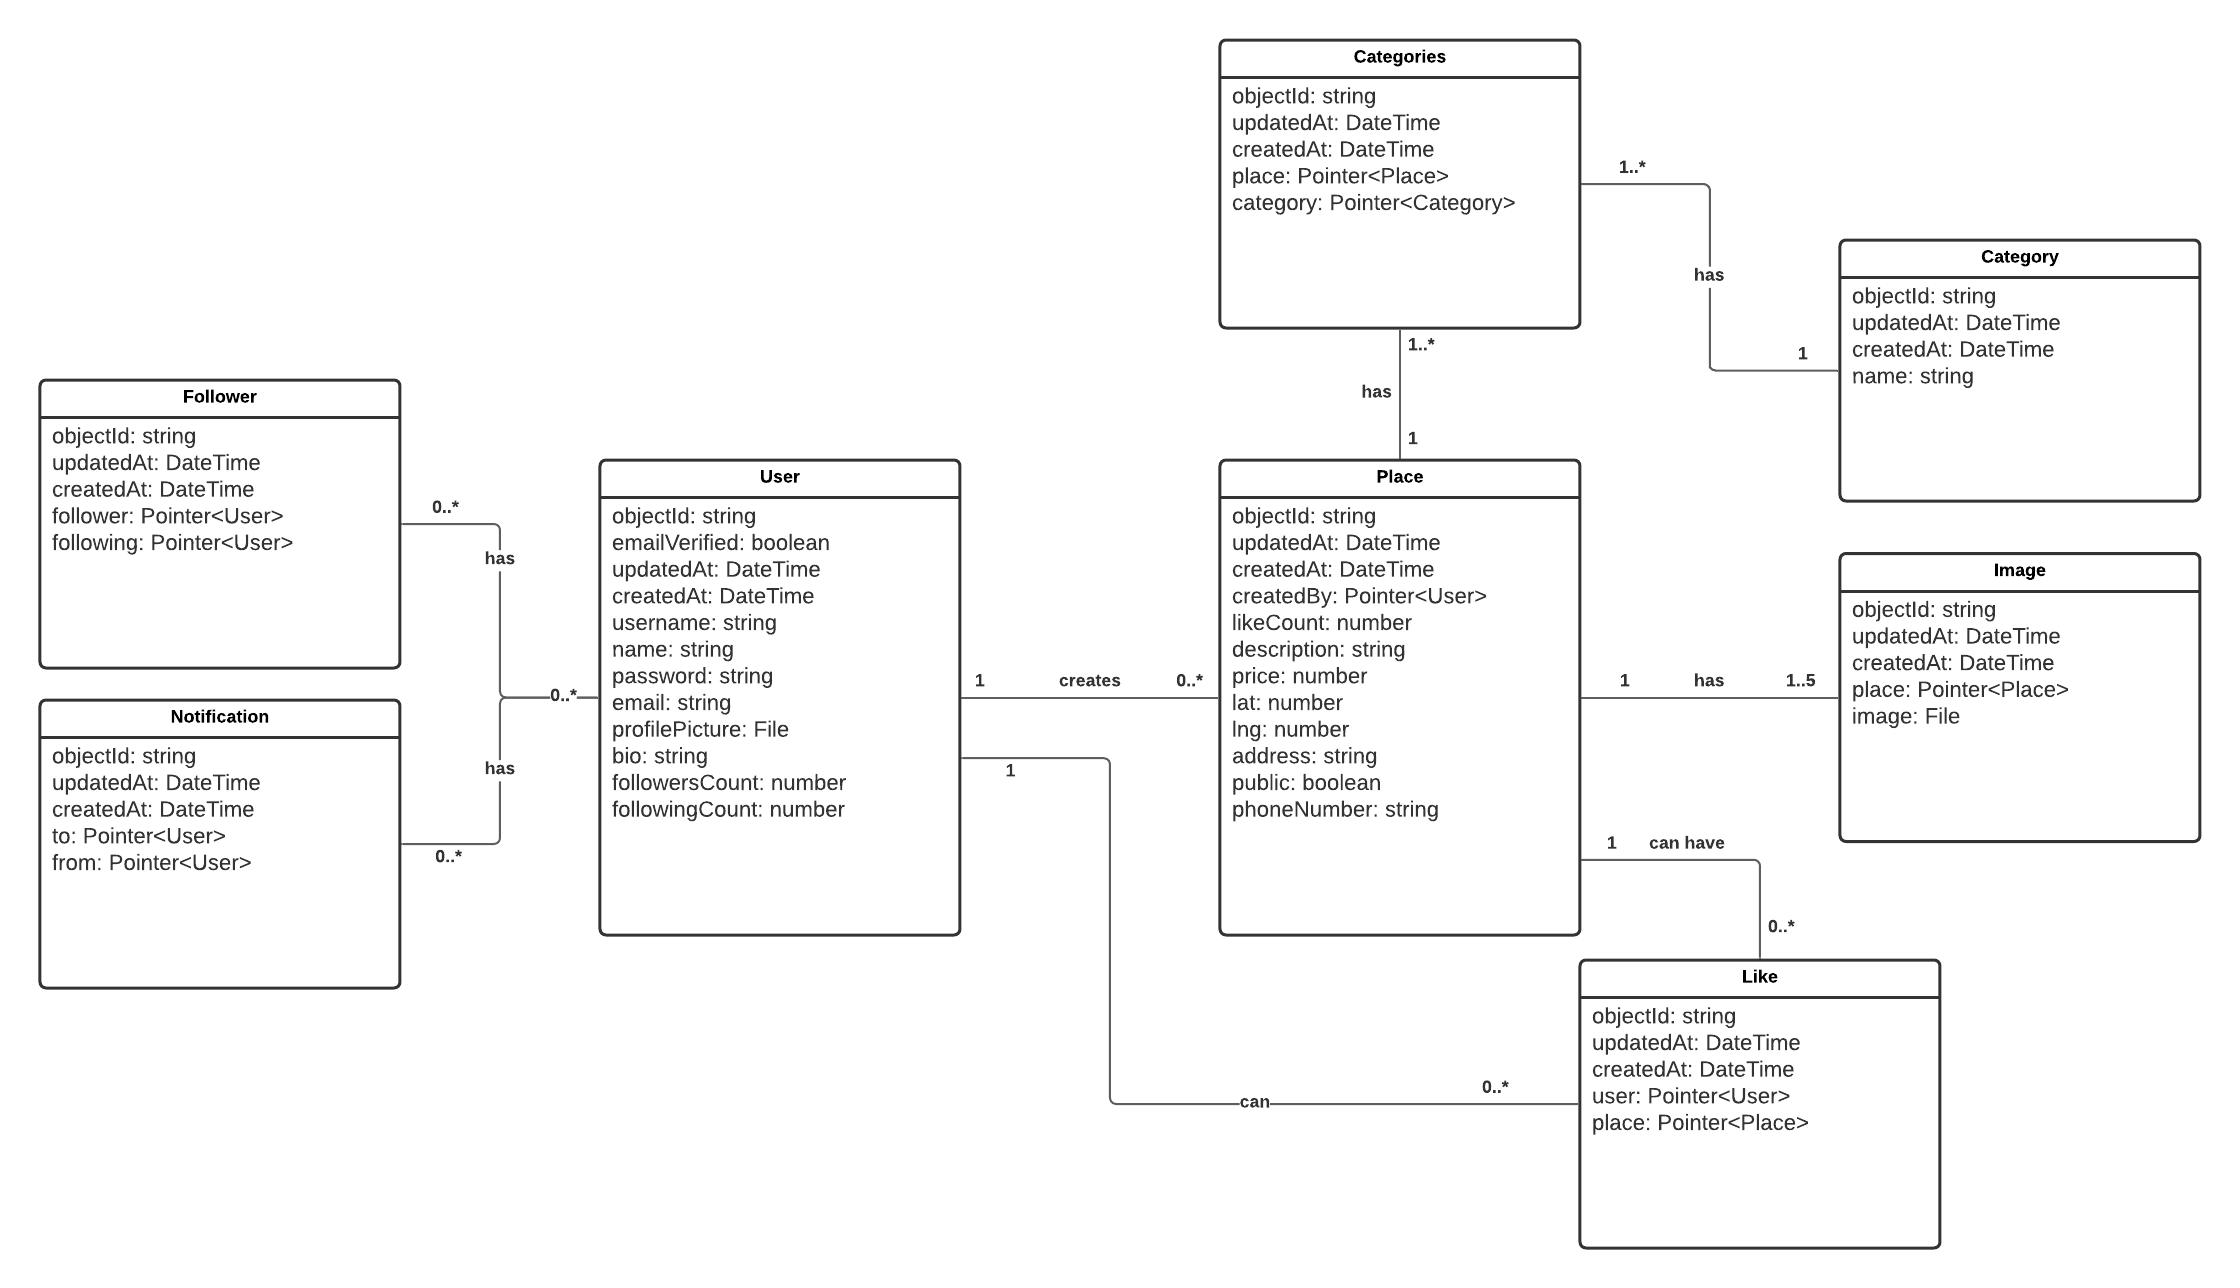 Categories
objectId: string
updatedAt: DateTime
createdAt: DateTime
place: Pointer<Place>
category: Pointer<Category>
1..*
has
1
Category
objectId: string
updatedAt: DateTime
createdAt: DateTime
name: string
1..*
has
1
Follower
objectId: string
updatedAt: DateTime
createdAt: DateTime
follower: Pointer<User>
following: Pointer<User>
0..*
has
0..*
Notification
objectId: string
updatedAt: DateTime
createdAt: DateTime
to: Pointer<User>
from: Pointer<User>
has
0..*
User
objectId: string
emailVerified: boolean
updatedAt: DateTime
createdAt: DateTime
username: string
name: string
password: string
email: string
profilePicture: File
bio: string
followersCount: number
followingCount: number
1 creates 0..*
1
Place
objectId: string
updatedAt: DateTime
createdAt: DateTime
createdBy: Pointer<User>
likeCount: number
description: string
price: number
lat: number
lng: number
address: string
public: boolean
phoneNumber: string
1 has 1..5
Image
objectId: string
updatedAt: DateTime
createdAt: DateTime
place: Pointer<Place>
image: File
1 can have
0..*
Like
objectId: string
updatedAt: DateTime
createdAt: DateTime
user: Pointer<User>
place: Pointer<Place>
0..*
can